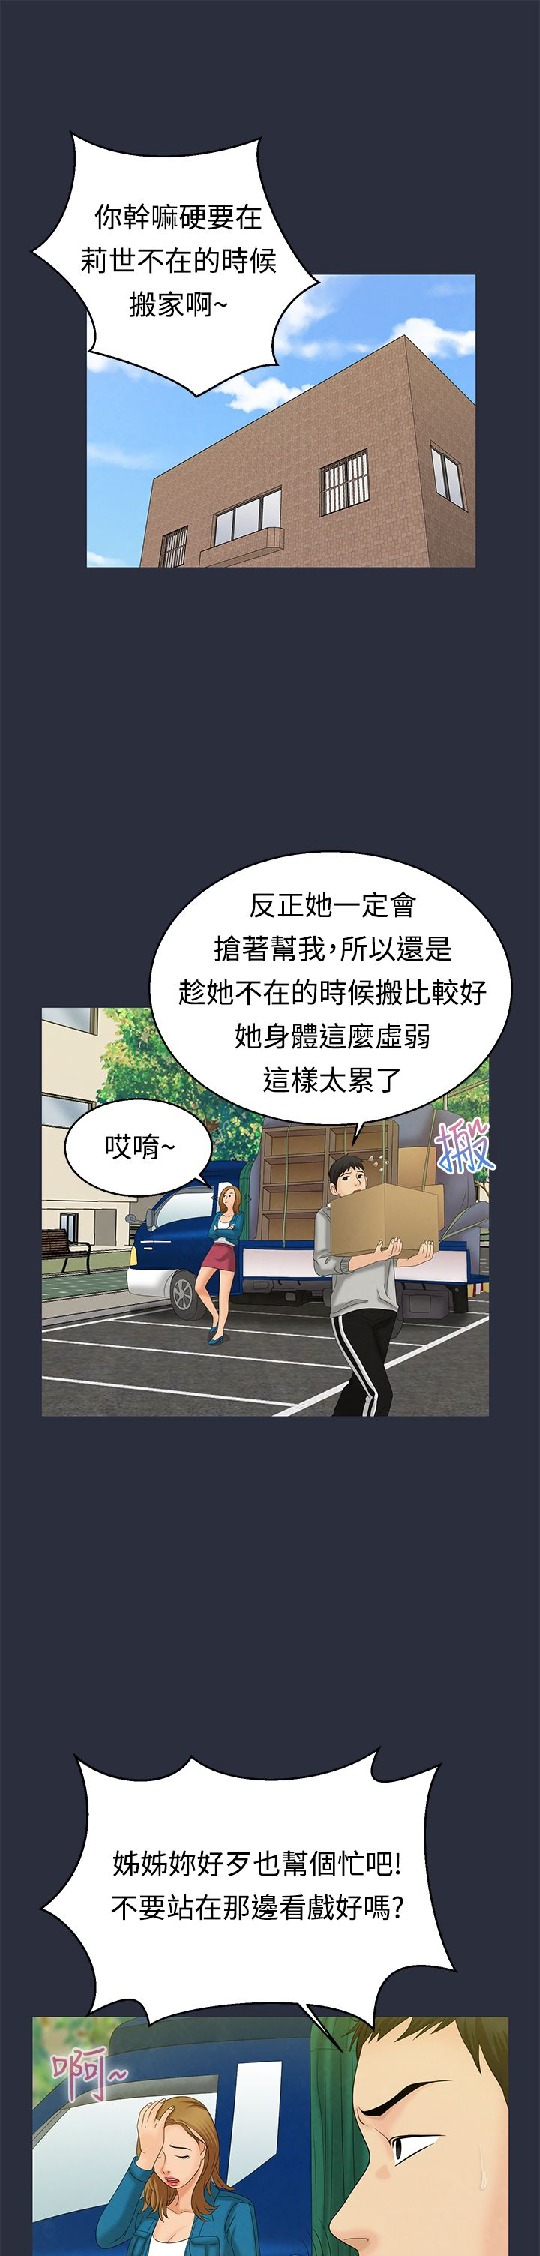 你幹嘛硬要在
莉世不在的時候
搬家啊~
反正她一定會
搶著幫我,所以還是
趁她不在的時候搬比較好
她身體這麼虛弱
這樣太累了
哎唷~
搬
姊姊妳好歹也幫個忙吧!
不要站在那邊看戲好嗎?
啊~